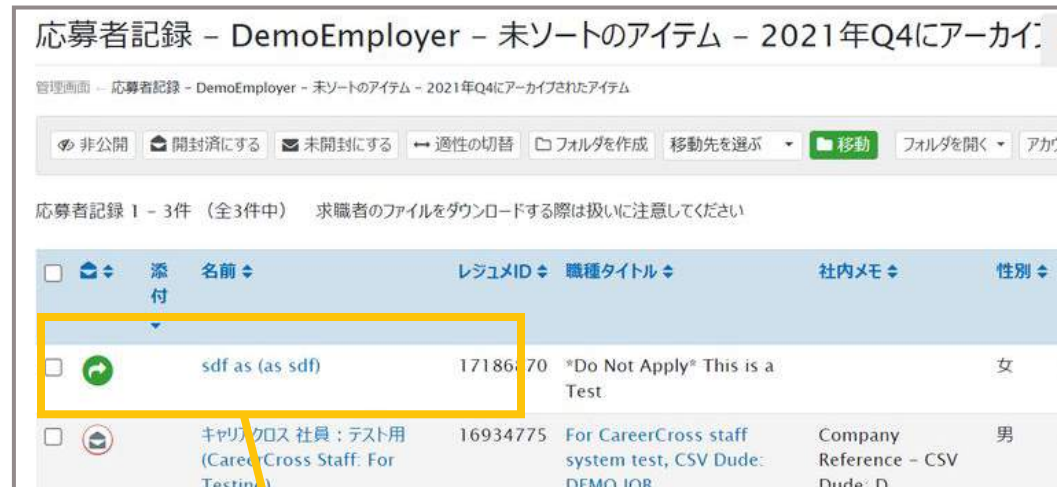 応募者記録 – DemoEmployer – 未ソートのアイテム – 2021年Q4にアーカイブ
管理画面 – 応募者記録 – DemoEmployer – 未ソートのアイテム – 2021年Q4にアーカイブされたアイテム
非公開 開封済にする 未開封にする 適性の切替 フォルダを作成 移動先を選ぶ 移動 フォルダを開く アカウ
応募者記録 1 – 3件 （全3件中） 求職者のファイルをダウンロードする際は扱いに注意してください
添付 名前 レジュメID 職種タイトル 社内メモ 性別
sdf as (as sdf) 17186870 *Do Not Apply* This is a 女
Test
キャリアクロス 社員：テスト用 16934775 For CareerCross staff Company 男
(CareerCross Staff: For system test, CSV Dude: Reference – CSV
Testing) DEMO JOB Dude: D